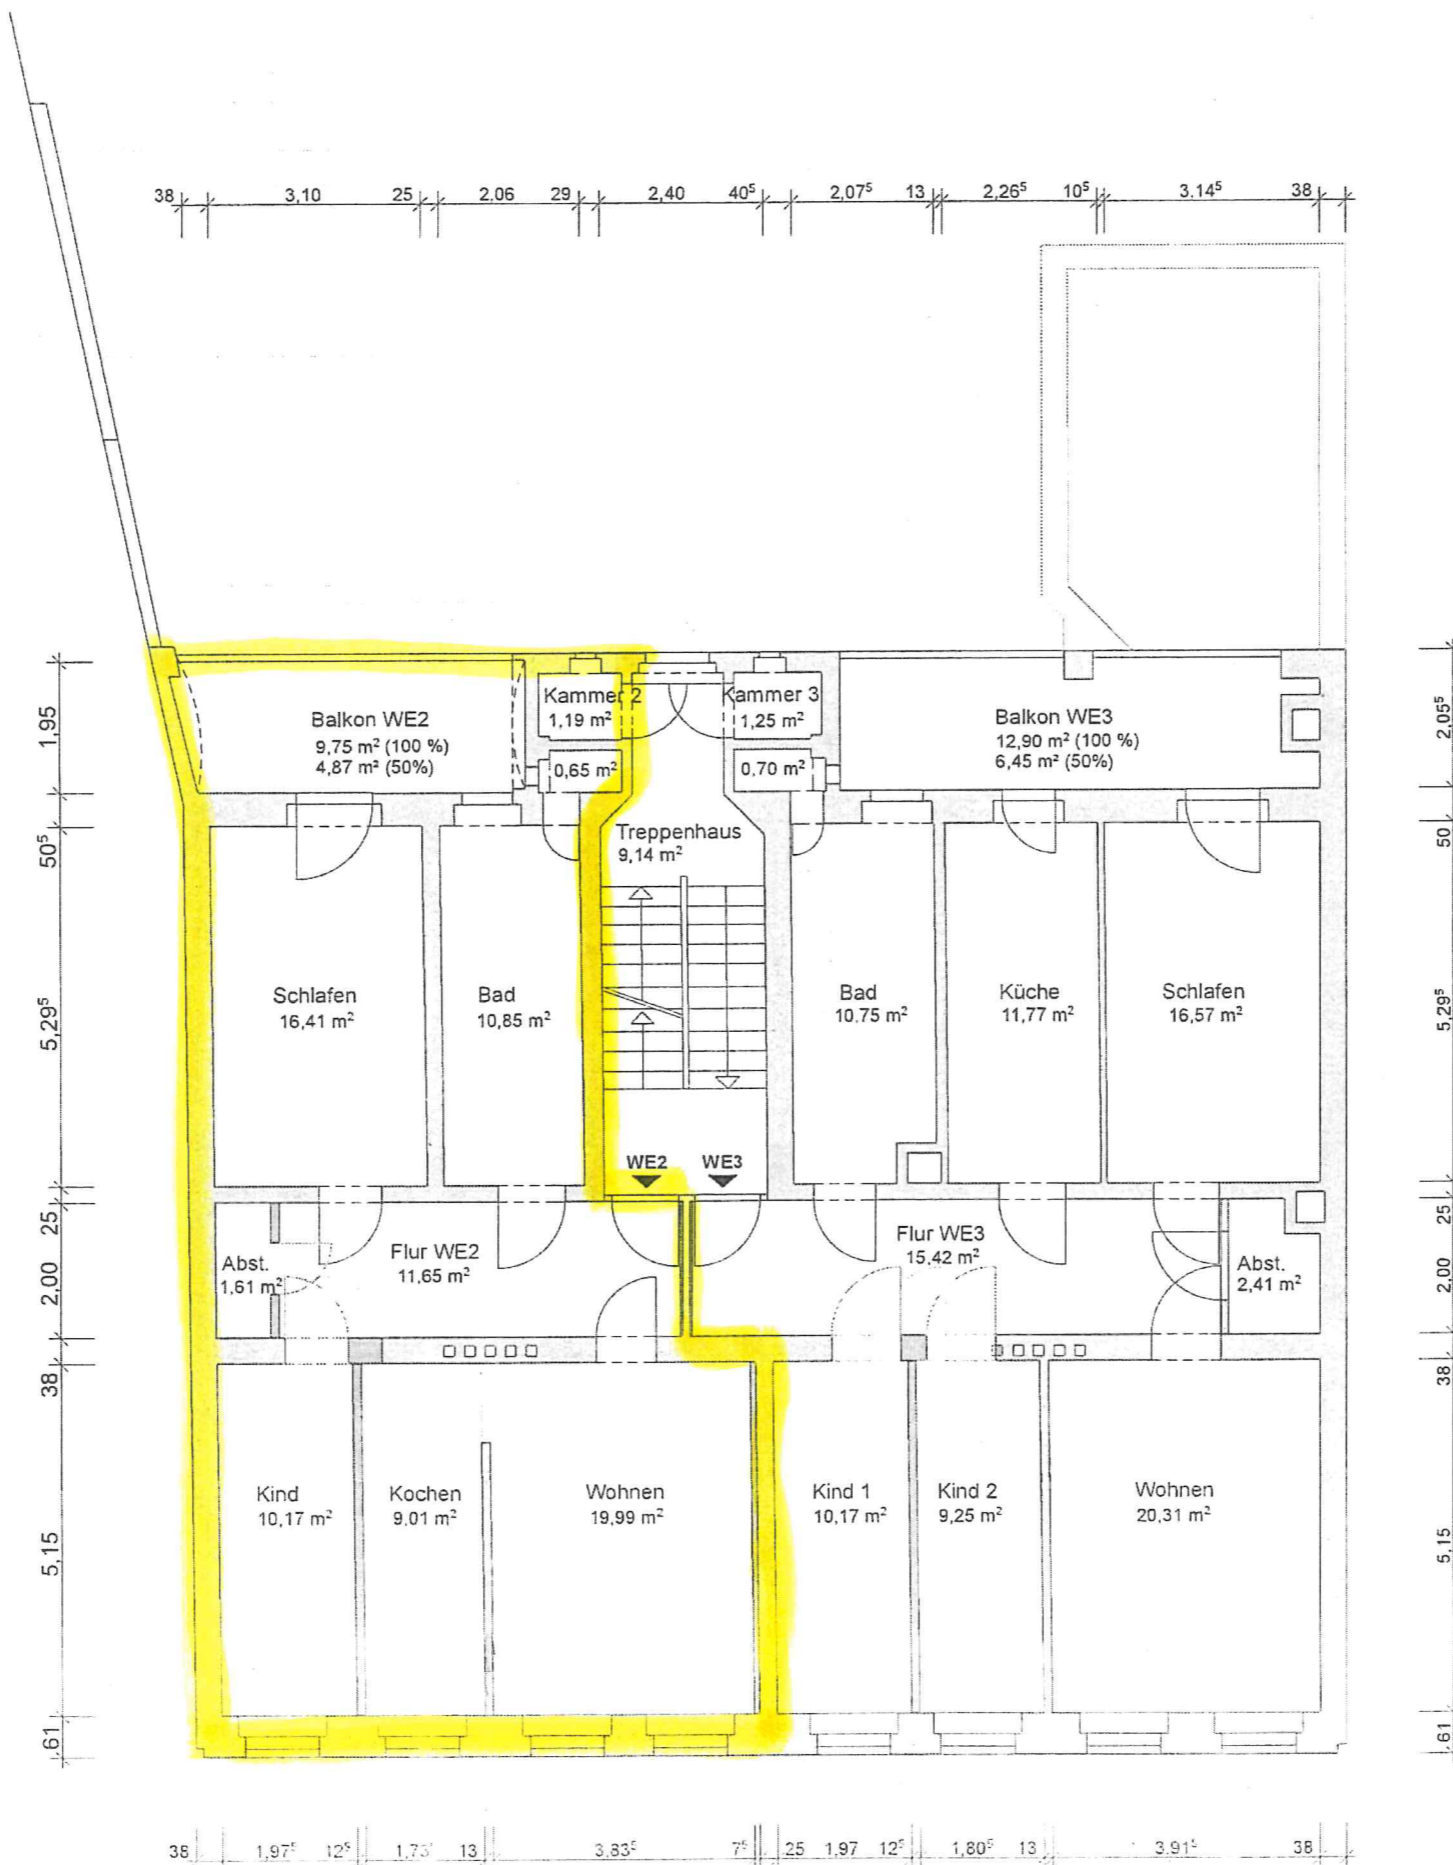 38 3,10 25 2,06 29 2,40 40⁵ 2,07⁵ 13 2,26⁵ 10⁵ 3.14⁵ 38
1,95
50⁵
5,29⁵
25
2,00
38
5,15
61
Balkon WE2
9,75 m² (100 %)
4,87 m² (50%)
Kammer 2
1,19 m²
0,65 m²
Kammer 3
1,25 m²
0,70 m²
Balkon WE3
12,90 m² (100 %)
6,45 m² (50%)
Treppenhaus
9,14 m²
Schlafen
16,41 m²
Bad
10,85 m²
Bad
10,75 m²
Küche
11,77 m²
Schlafen
16,57 m²
WE2 WE3
Abst.
1,61 m²
Flur WE2
11,65 m²
Flur WE3
15,42 m²
Abst.
2,41 m²
Kind
10,17 m²
Kochen
9,01 m²
Wohnen
19,99 m²
Kind 1
10,17 m²
Kind 2
9,25 m²
Wohnen
20,31 m²
2,05⁵
50
5,29⁵
25
2,00
38
5,15
61
38 1,97⁵ 12⁵ 13 3,83⁵ 7⁵ 25 1,97 12⁵ 1,80⁵ 13 3,91⁵ 38